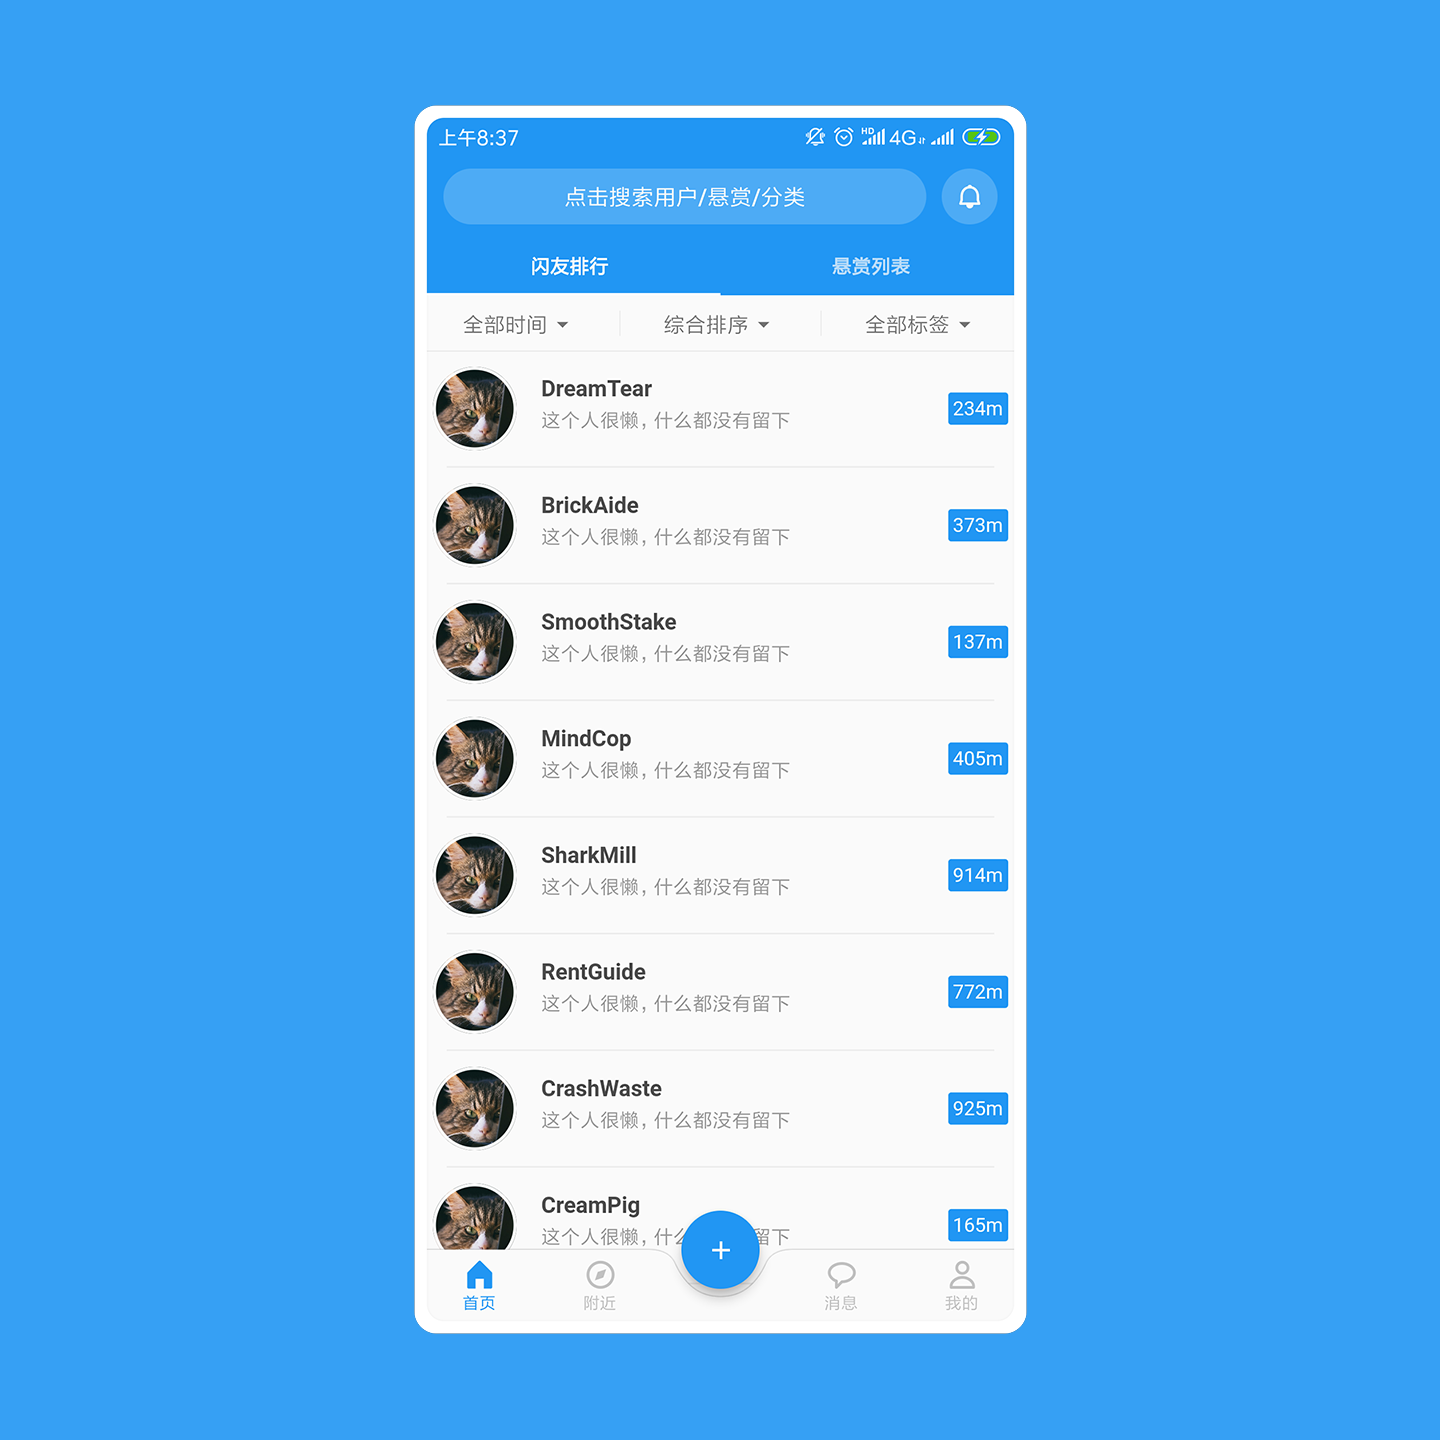 上午8:37
HD 4G
点击搜索用户/悬赏/分类
闪友排行
悬赏列表
全部时间
综合排序
全部标签
DreamTear
这个人很懒，什么都没有留下
234m
BrickAide
这个人很懒，什么都没有留下
373m
SmoothStake
这个人很懒，什么都没有留下
137m
MindCop
这个人很懒，什么都没有留下
405m
SharkMill
这个人很懒，什么都没有留下
914m
RentGuide
这个人很懒，什么都没有留下
772m
CrashWaste
这个人很懒，什么都没有留下
925m
CreamPig
这个人很懒，什么 留下
165m
+
首页
附近
消息
我的